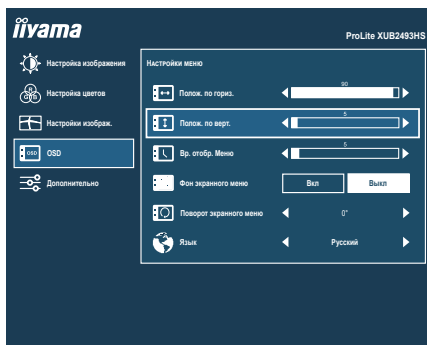 iiyama
ProLite XUB2493HS
Настройка изображения
Настройка цветов
Настройки изображ.
OSD OSD
Дополнительно
Настройки меню
Полож. по гориз.
90
Полож. по верт.
5
Вр. отобр. Меню
5
Фон экранного меню
Вкл
Выкл
Поворот экранного меню
0°
Язык
Русский